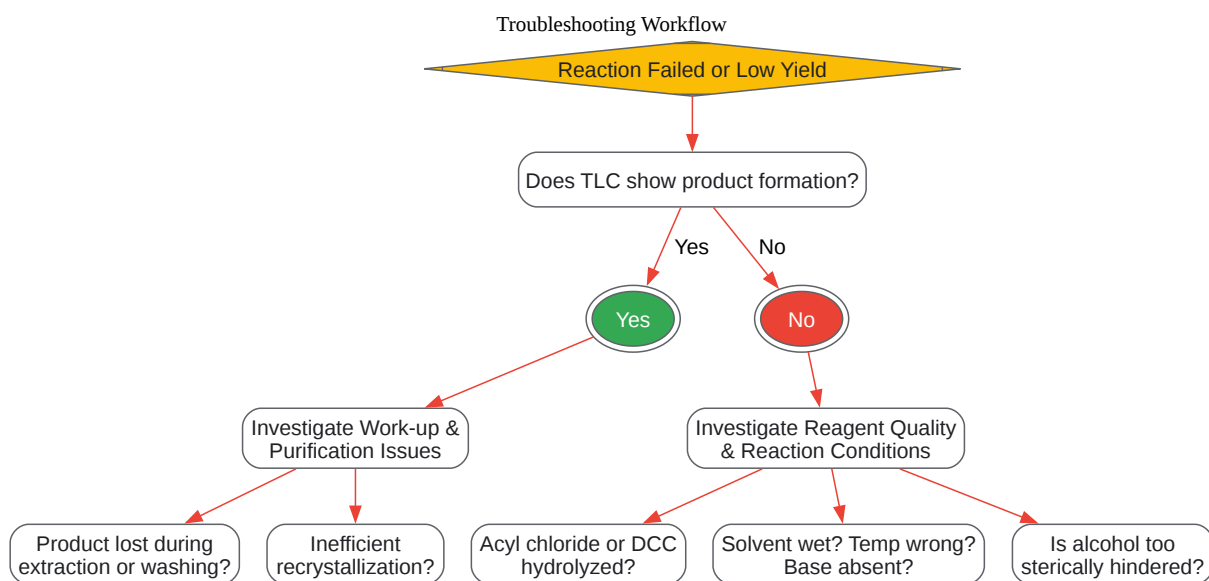 Troubleshooting Workflow
Reaction Failed or Low Yield
Does TLC show product formation?
Yes
No
Yes
No
Investigate Work-up &
Purification Issues
Investigate Reagent Quality
& Reaction Conditions
Product lost during
extraction or washing?
Inefficient
recrystallization?
Acyl chloride or DCC
hydrolyzed?
Solvent wet? Temp wrong?
Base absent?
Is alcohol too
sterically hindered?